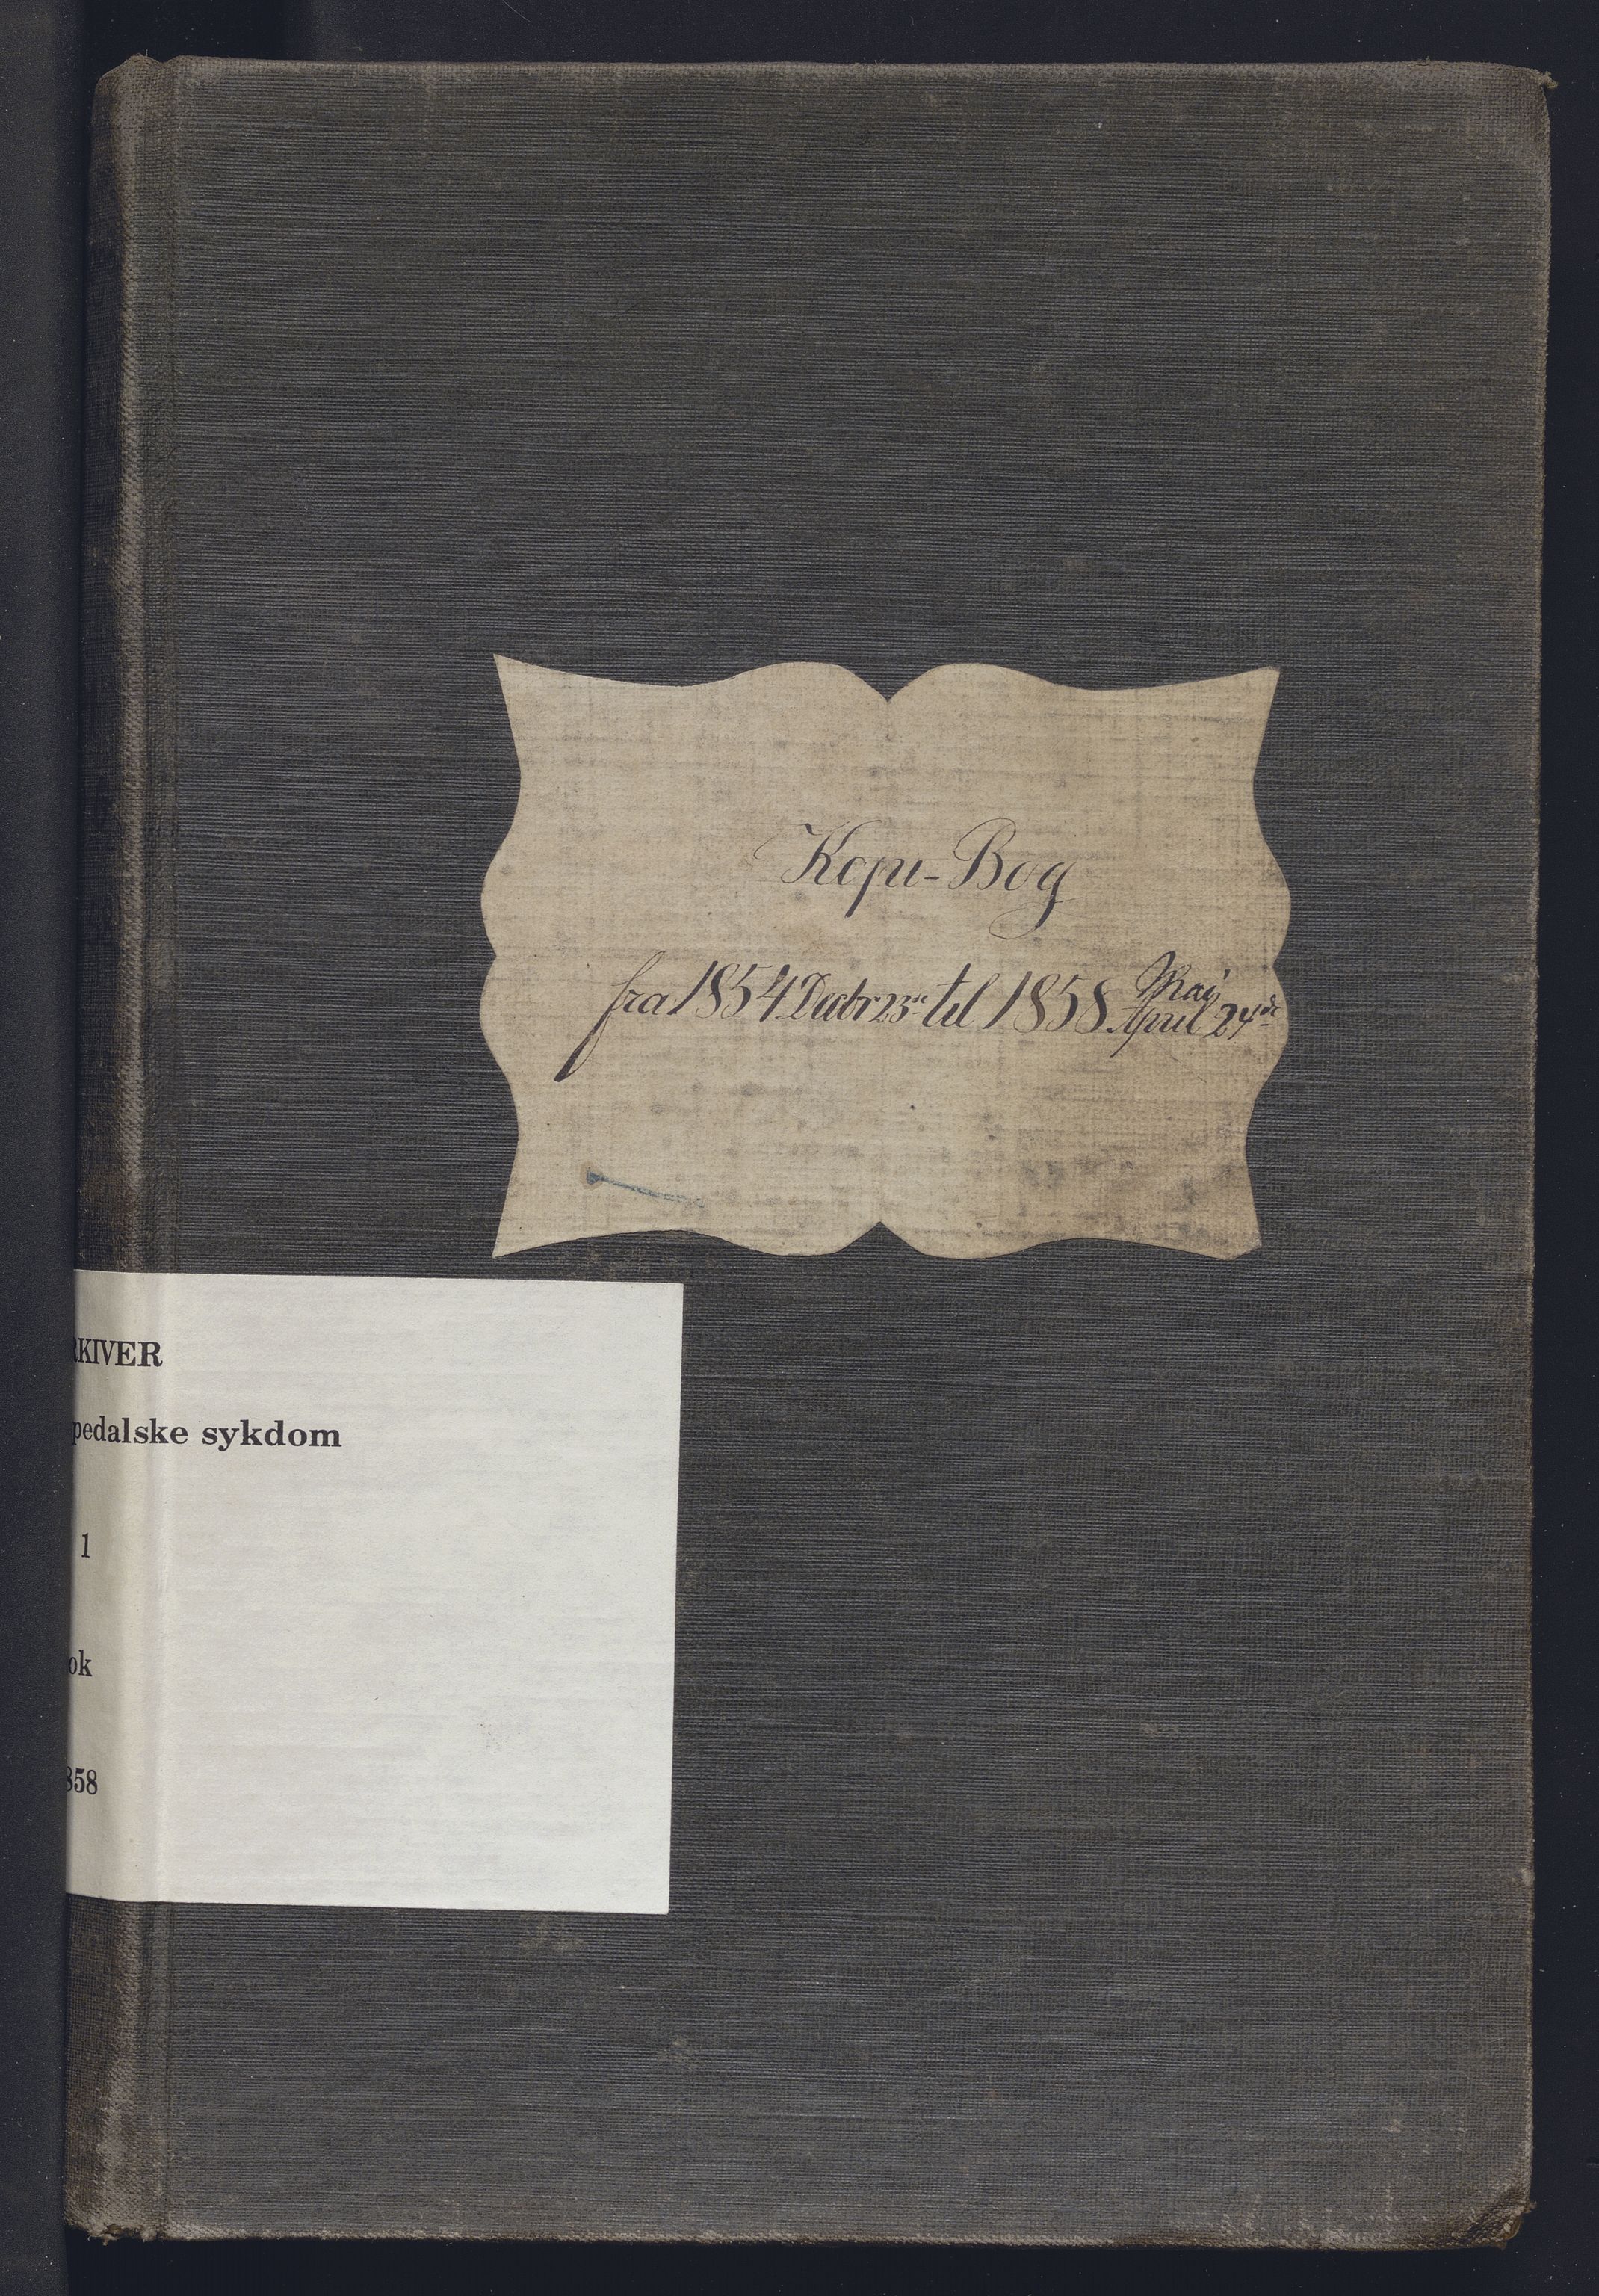 Kopi-Bog
fra 1854 Decbr 23de til 1858 Mai
April 24de
RKIVER
pedalske sykdom
1
ok
858